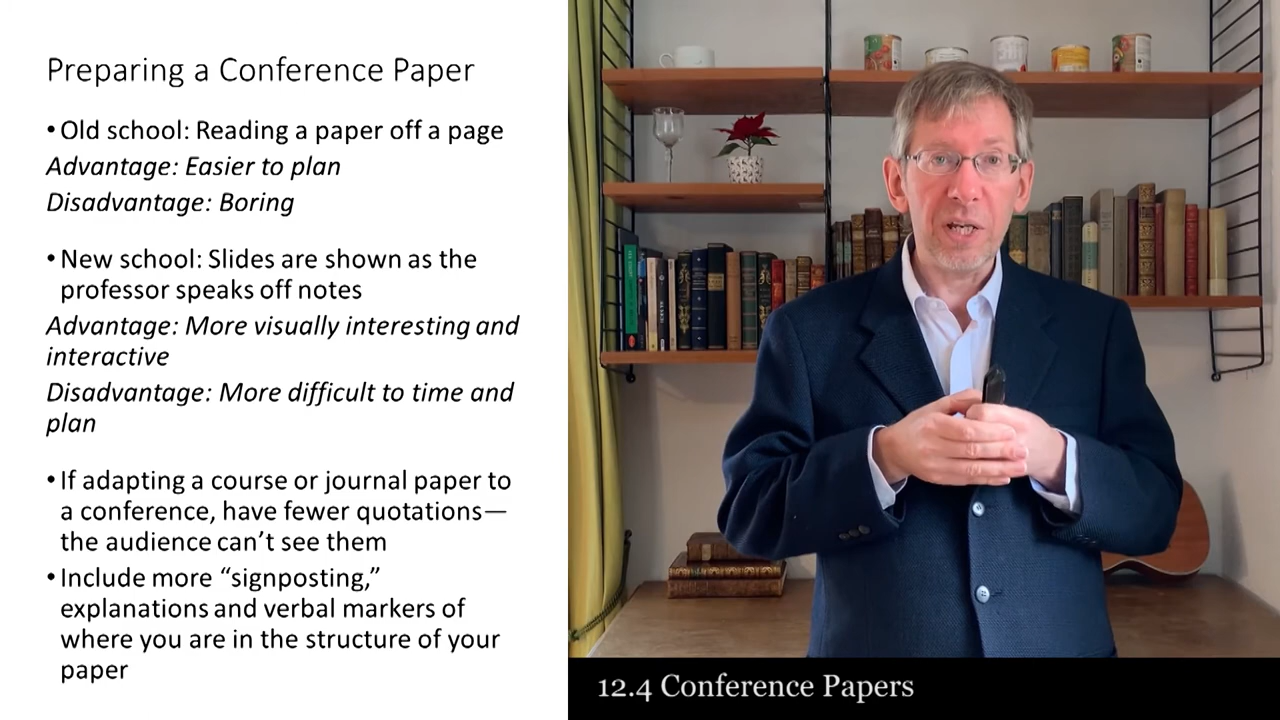 Preparing a Conference Paper
• Old school: Reading a paper off a page
Advantage: Easier to plan
Disadvantage: Boring
• New school: Slides are shown as the
professor speaks off notes
Advantage: More visually interesting and
interactive
Disadvantage: More difficult to time and
plan
• If adapting a course or journal paper to
a conference, have fewer quotations—
the audience can't see them
• Include more “signposting,”
explanations and verbal markers of
where you are in the structure of your
paper
12.4 Conference Papers